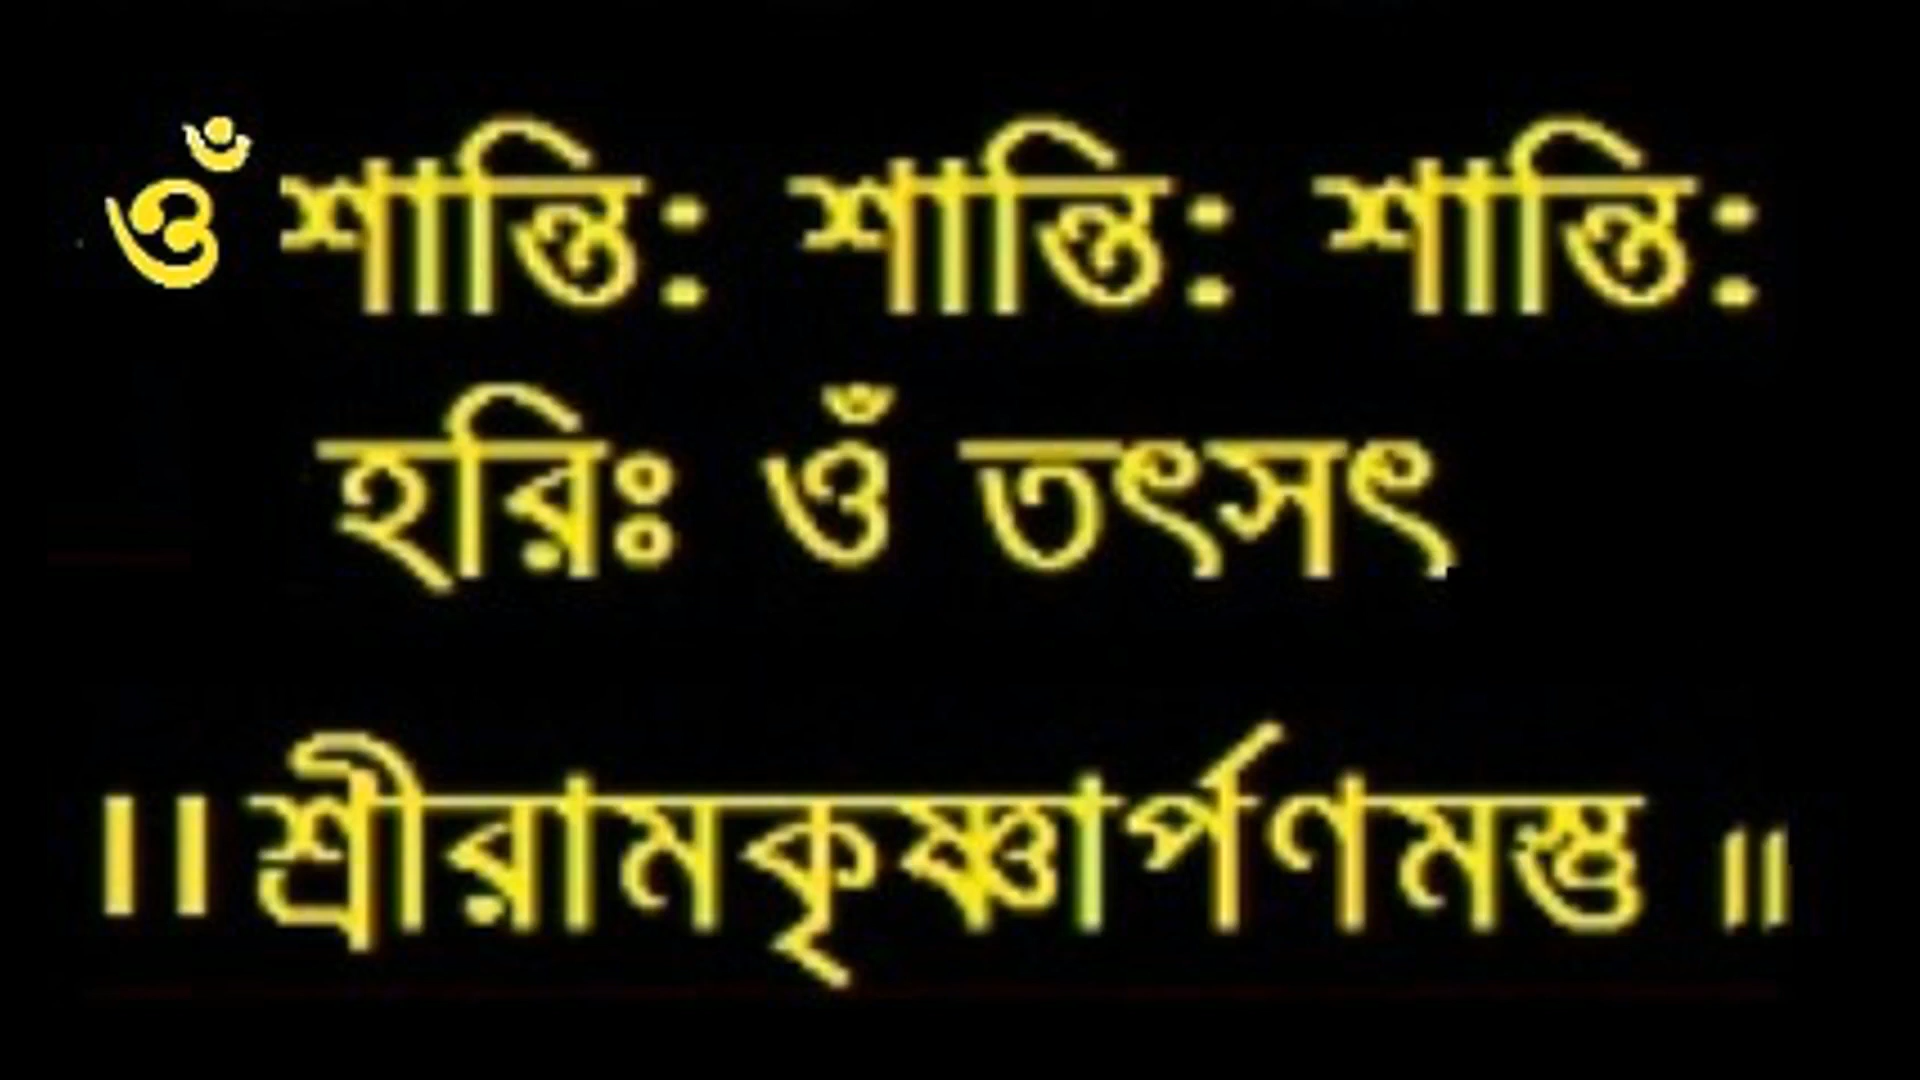 ওঁ শান্তি: শান্তি: শান্তি:
হরিঃ ওঁ তৎসৎ
।। শ্রীরামকৃষ্ণার্পণমস্তু ॥